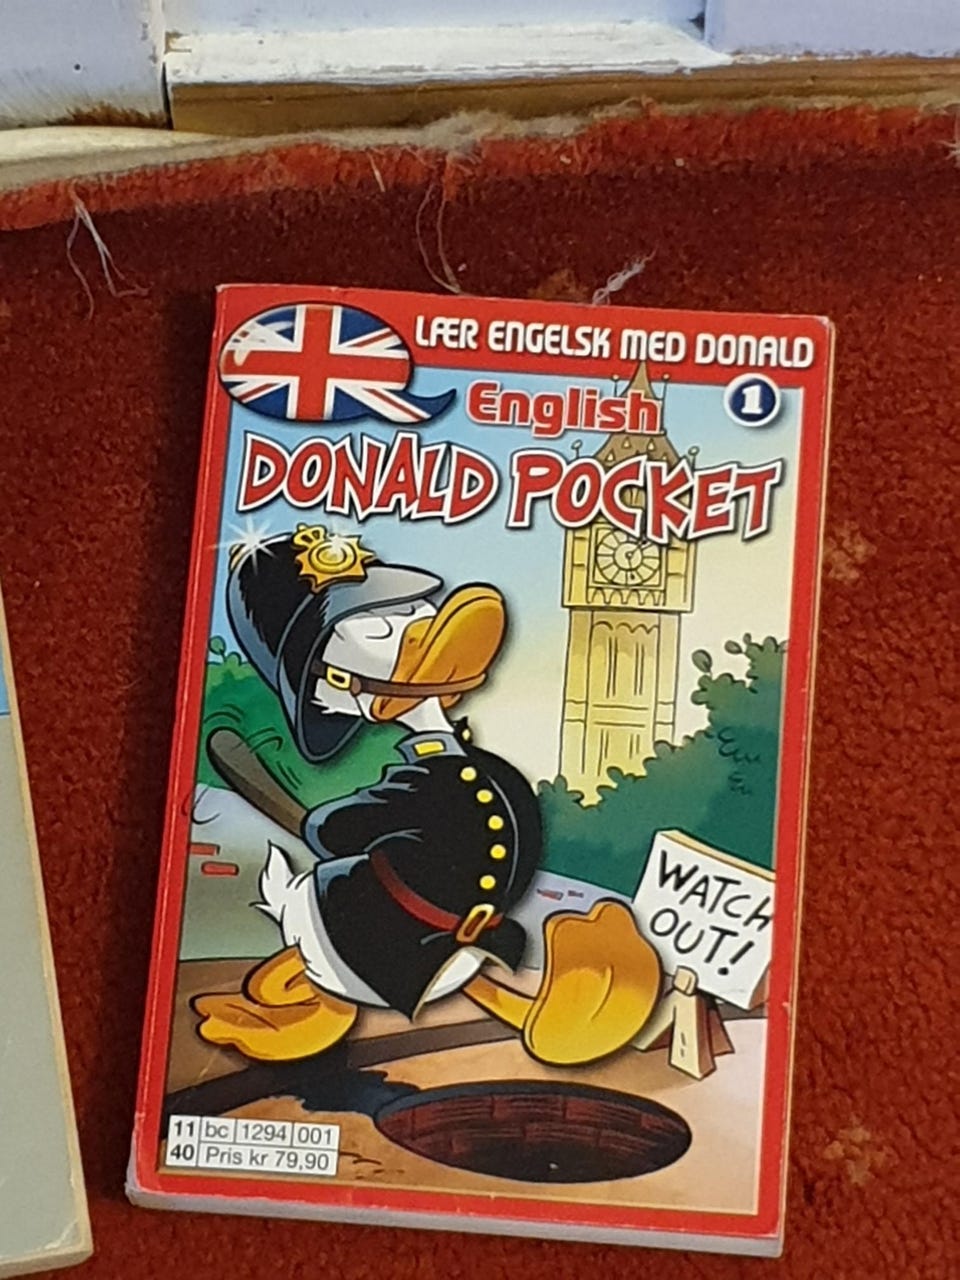 LÆR ENGELSK MED DONALD
1
English
DONALD POCKET
WATCH
OUT!
11 bc 1294 001
40 Pris kr 79,90